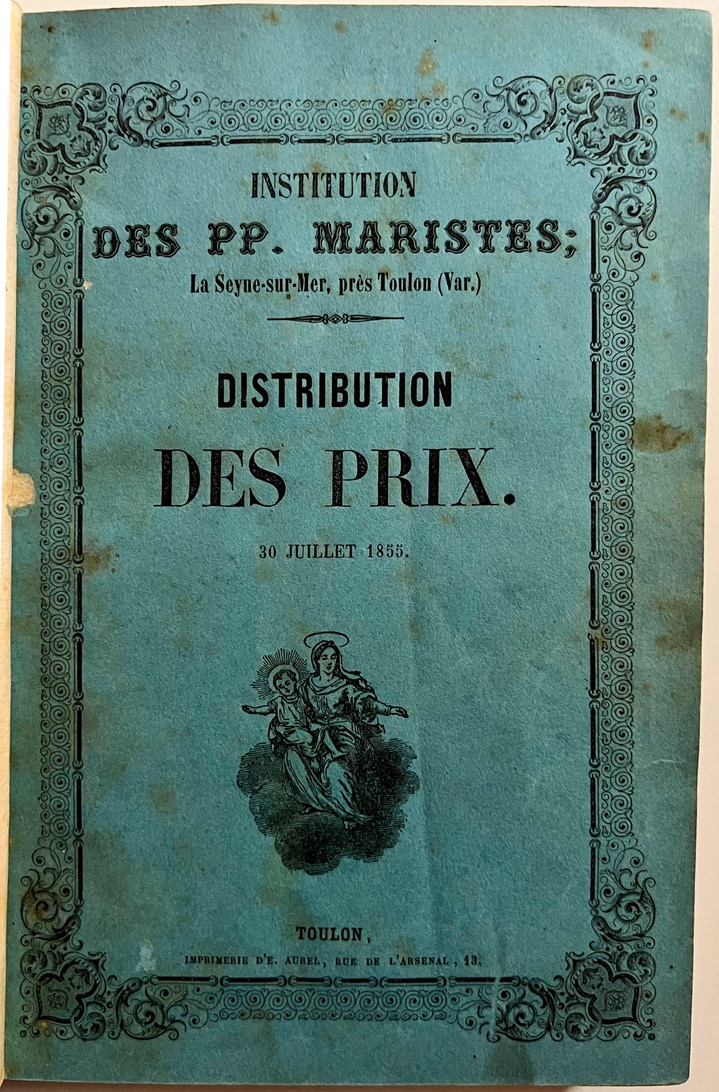 INSTITUTION
DES PP. MARISTES;
La Seyne-sur-Mer, près Toulon (Var.)
DISTRIBUTION
DES PRIX.
30 JUILLET 1855.
TOULON,
IMPRIMERIE D'E. AUREL, RUE DE L'ARSENAL, 13.